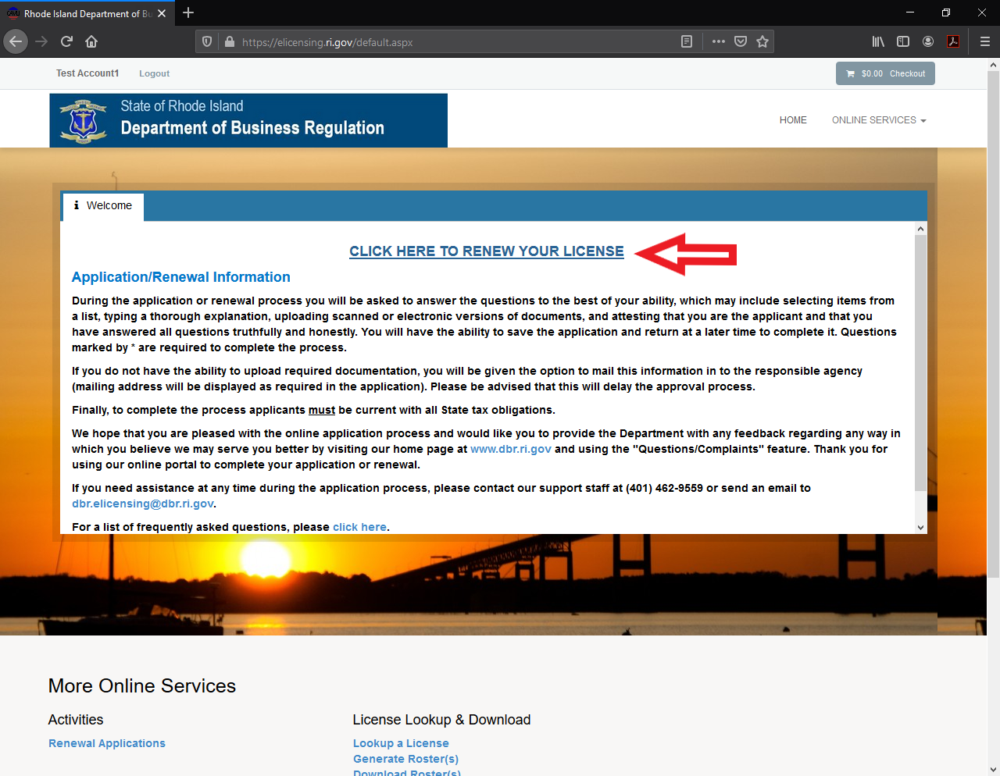 Rhode Island Department of Bu
https://elicensing.ri.gov/default.aspx
Test Account1 Logout
$0.00 Checkout
State of Rhode Island
Department of Business Regulation
HOME ONLINE SERVICES
Welcome
CLICK HERE TO RENEW YOUR LICENSE
Application/Renewal Information
During the application or renewal process you will be asked to answer the questions to the best of your ability, which may include selecting items from
a list, typing a thorough explanation, uploading scanned or electronic versions of documents, and attesting that you are the applicant and that you
have answered all questions truthfully and honestly. You will have the ability to save the application and return at a later time to complete it. Questions
marked by * are required to complete the process.
If you do not have the ability to upload required documentation, you will be given the option to mail this information in to the responsible agency
(mailing address will be displayed as required in the application). Please be advised that this will delay the approval process.
Finally, to complete the process applicants must be current with all State tax obligations.
We hope that you are pleased with the online application process and would like you to provide the Department with any feedback regarding any way in
which you believe we may serve you better by visiting our home page at www.dbr.ri.gov and using the "Questions/Complaints" feature. Thank you for
using our online portal to complete your application or renewal.
If you need assistance at any time during the application process, please contact our support staff at (401) 462-9559 or send an email to
dbr.elicensing@dbr.ri.gov.
For a list of frequently asked questions, please click here.
More Online Services
Activities
Renewal Applications
License Lookup & Download
Lookup a License
Generate Roster(s)
Download Roster(s)